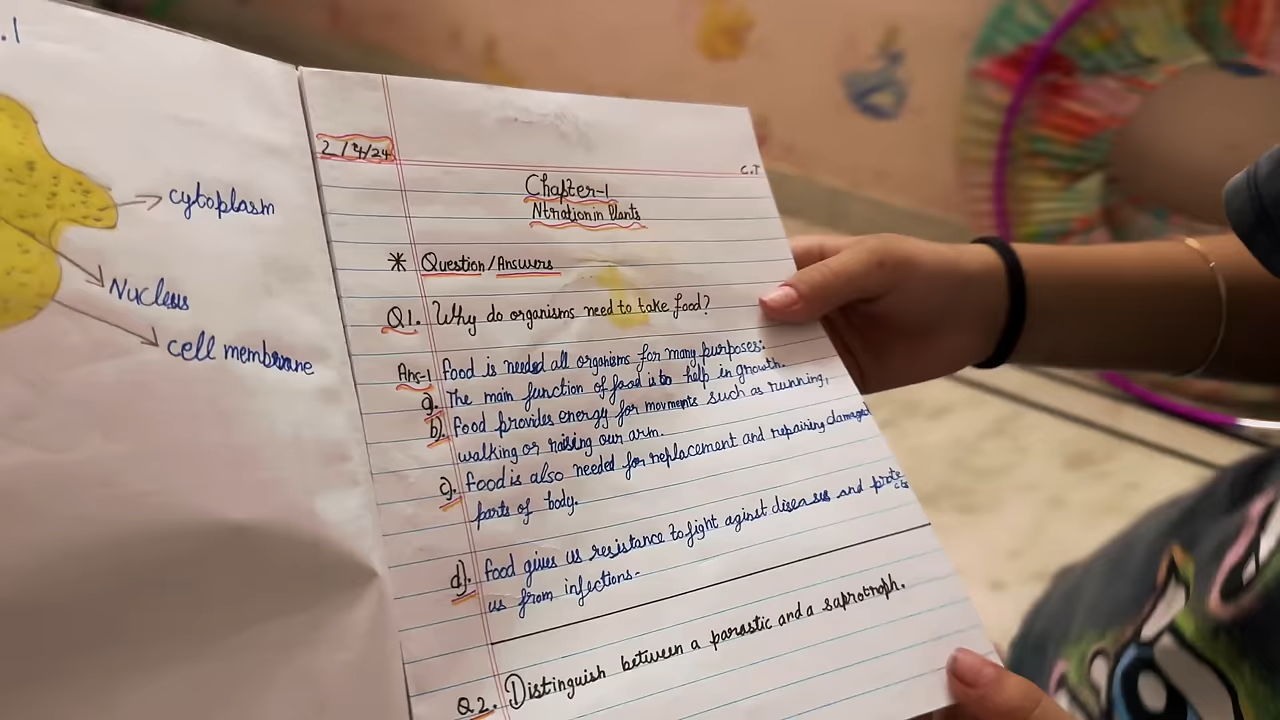 .1
cytoplasm
Nucleus
cell membrane
2/4/24
C.T
Chapter-1
Ntration in Plants
* Question/Answers
Q1. Why do organisms need to take food?
Ans-1 Food is needed all organisms for many purposes:
a). The main function of food is to help in growth.
b). Food provides energy for movments such as running,
walking or raising our arm.
c). Food is also needed for replacement and repairing damaged
parts of body.
d). Food gives us resistance to fight aginst diseases and protects
us from infections.
Q2. Distinguish between a parastic and a saprotroph.